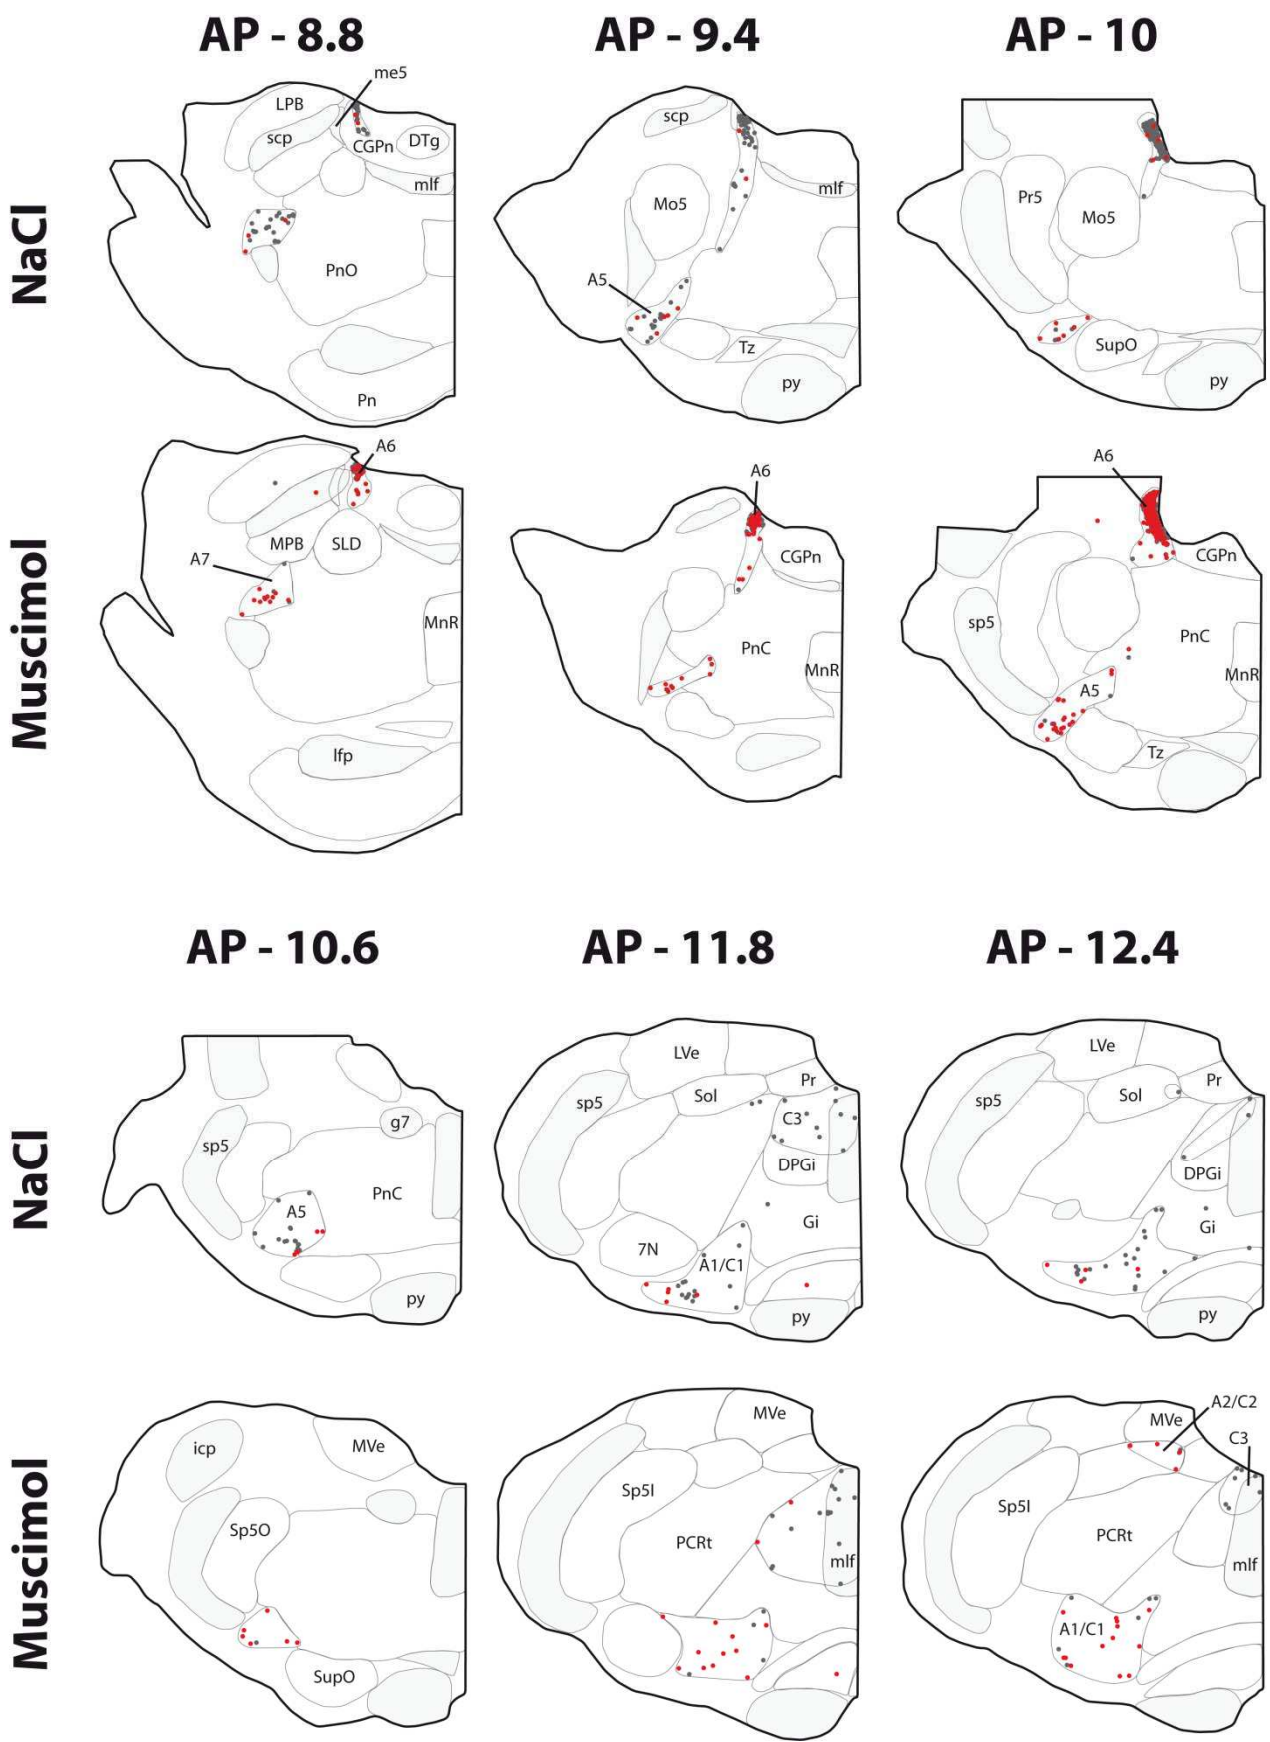 AP - 8.8
AP - 9.4
AP - 10
NaCl
me5
LPB
scp
CGPn
DTg
mlf
PnO
Pn
scp
Mo5
mlf
A5
Tz
py
Pr5
Mo5
SupO
py
Muscimol
A6
MPB
SLD
A7
MnR
lfp
A6
CGPn
PnC
MnR
A6
CGPn
sp5
PnC
MnR
A5
Tz
AP - 10.6
AP - 11.8
AP - 12.4
NaCl
g7
sp5
PnC
A5
py
LVe
Sol
Pr
sp5
C3
DPGi
Gi
7N
A1/C1
py
LVe
Sol
Pr
sp5
DPGi
Gi
py
Muscimol
icp
MVe
Sp5O
SupO
MVe
Sp5I
PCRt
mlf
A2/C2
MVe
C3
Sp5I
PCRt
mlf
A1/C1